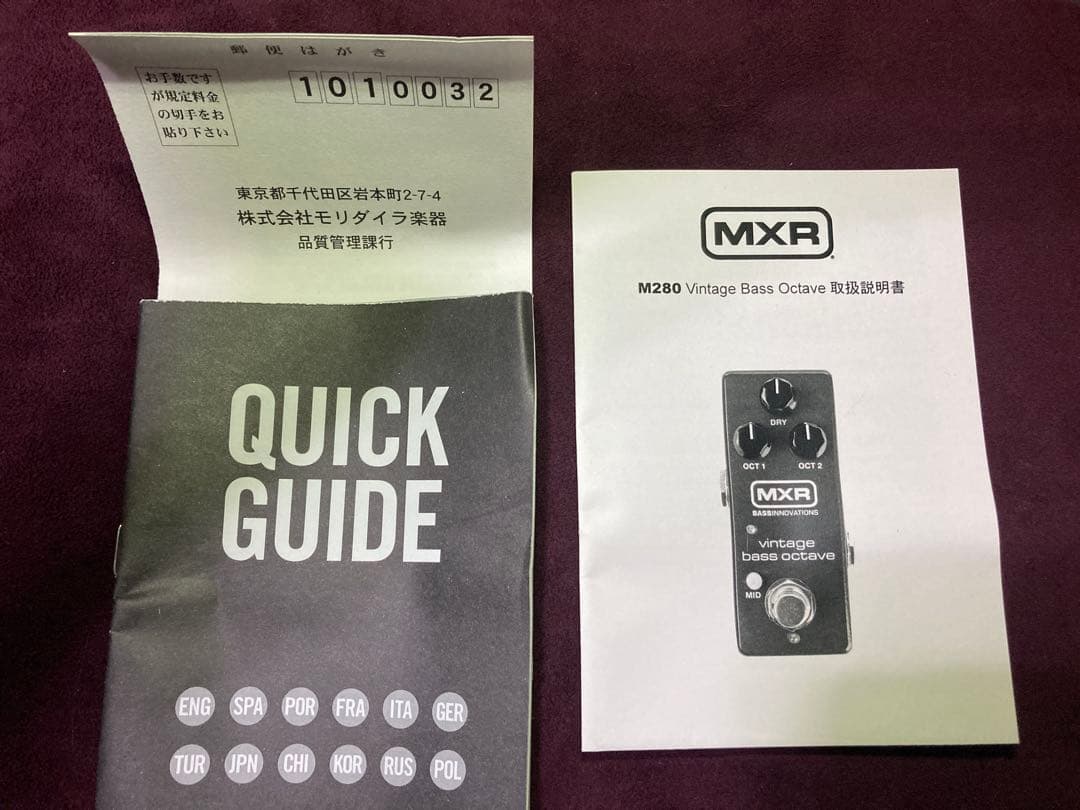 郵便はがき
お手数です
が規定料金
の切手をお
貼り下さい
1010032
東京都千代田区岩本町2-7-4
株式会社モリダイラ楽器
品質管理課行
QUICK
GUIDE
ENG SPA POR FRA ITA GER
TUR JPN CHI KOR RUS POL
MXR
M280 Vintage Bass Octave 取扱説明書
DRY
OCT 1 OCT 2
MXR
BASSINNOVATIONS
vintage
bass octave
MID